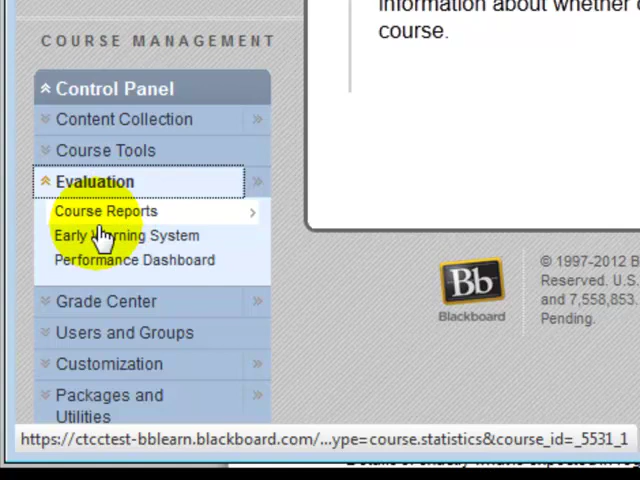 information about whether
course.
COURSE MANAGEMENT
Control Panel
Content Collection
Course Tools
Evaluation
Course Reports
Early Warning System
Performance Dashboard
Grade Center
Users and Groups
Customization
Packages and
Utilities
Bb
Blackboard
© 1997-2012 B
Reserved. U.S.
and 7,558,853.
Pending.
https://ctcctest-bblearn.blackboard.com/...ype=course.statistics&course_id=_5531_1